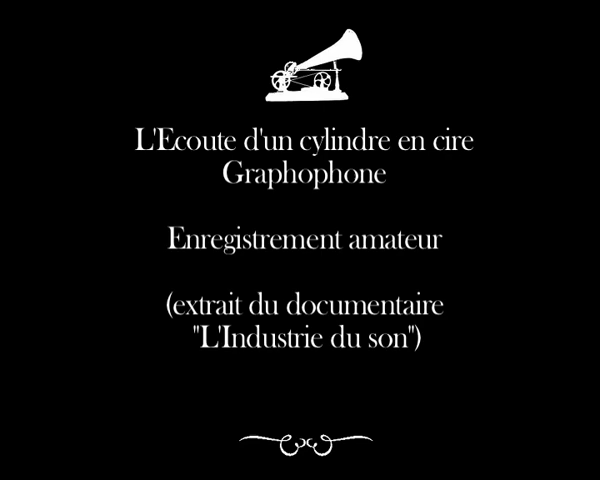 L'Ecoute d'un cylindre en cire
Graphophone
Enregistrement amateur
(extrait du documentaire
"L'Industrie du son")